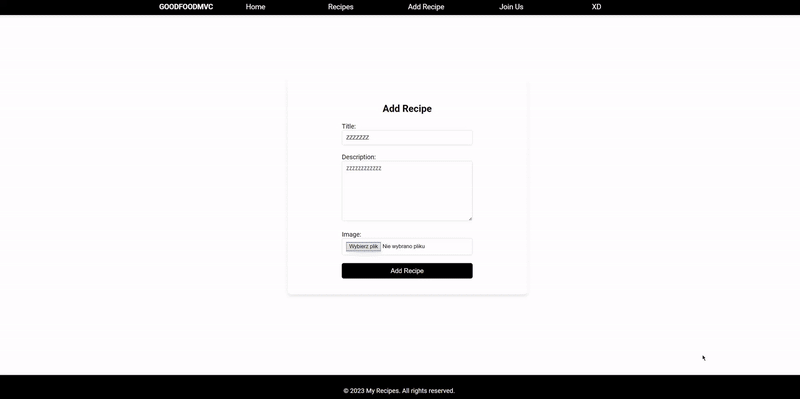 GOODFOODMVC Home Recipes Add Recipe Join Us XD
Add Recipe
Title:
ZZZZZZZ
Description:
zzzzzzzzzzzz
Image:
Wybierz plik Nie wybrano pliku
Add Recipe
© 2023 My Recipes. All rights reserved.